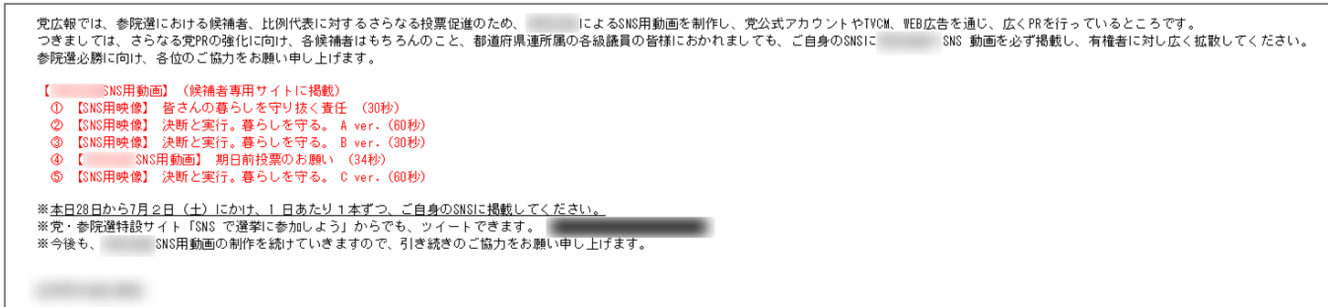 党広報では、参院選における候補者、比例代表に対するさらなる投票促進のため、 によるSNS用動画を制作し、党公式アカウントやTVCM、WEB広告を通じ、広くPRを行っているところです。
つきましては、さらなる党PRの強化に向け、各候補者はもちろんのこと、都道府県連所属の各級議員の皆様におかれましても、ご自身のSNSに SNS 動画を必ず掲載し、有権者に対し広く拡散してください。
参院選必勝に向け、各位のご協力をお願い申し上げます。
【 SNS用動画】（候補者専用サイトに掲載）
① 【SNS用映像】 皆さんの暮らしを守り抜く責任 （30秒）
② 【SNS用映像】 決断と実行。暮らしを守る。 A ver.（60秒）
③ 【SNS用映像】 決断と実行。暮らしを守る。 B ver.（30秒）
④ 【 SNS用動画】 期日前投票のお願い （34秒）
⑤ 【SNS用映像】 決断と実行。暮らしを守る。 C ver.（60秒）
※本日28日から7月２日（土）にかけ、１ 日あたり１本ずつ、ご自身のSNSに掲載してください。
※党・参院選特設サイト「SNS で選挙に参加しよう」からでも、ツイートできます。
※今後も、 SNS用動画の制作を続けていきますので、引き続きのご協力をお願い申し上げます。